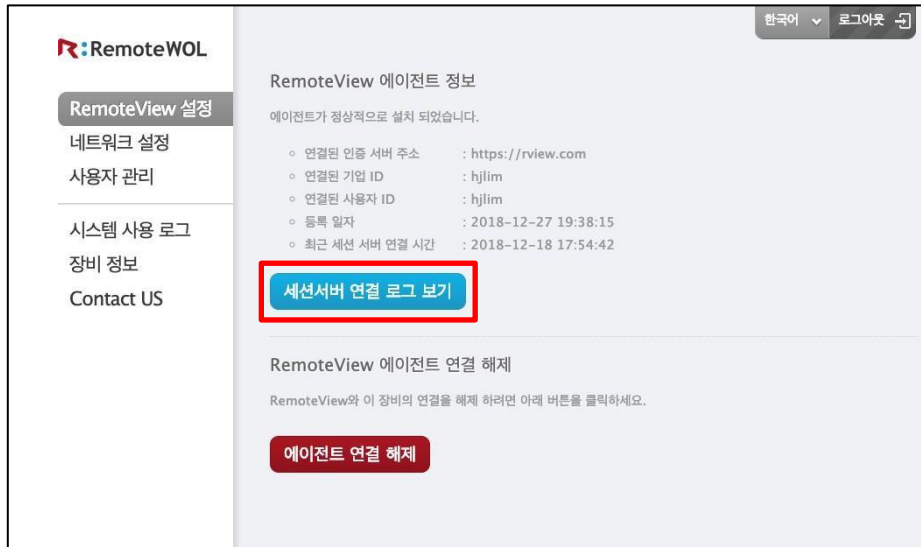 한국어
로그아웃
R:RemoteWOL
RemoteView 설정
네트워크 설정
사용자 관리
시스템 사용 로그
장비 정보
Contact US
RemoteView 에이전트 정보
에이전트가 정상적으로 설치 되었습니다.
연결된 인증 서버 주소 : https://rview.com
연결된 기업 ID : hjlim
연결된 사용자 ID : hjlim
등록 일자 : 2018-12-27 19:38:15
최근 세션 서버 연결 시간 : 2018-12-18 17:54:42
세션서버 연결 로그 보기
RemoteView 에이전트 연결 해제
RemoteView와 이 장비의 연결을 해제 하려면 아래 버튼을 클릭하세요.
에이전트 연결 해제